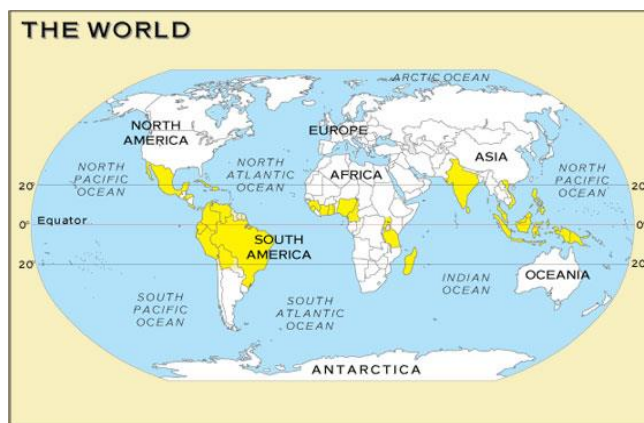 THE WORLD
ARCTIC OCEAN
NORTH
AMERICA
EUROPE
ASIA
NORTH
PACIFIC
OCEAN
NORTH
ATLANTIC
OCEAN
AFRICA
NORTH
PACIFIC
OCEAN
20°
20°
Equator
0°
0°
SOUTH
AMERICA
20°
20°
INDIAN
OCEAN
OCEANIA
SOUTH
PACIFIC
OCEAN
SOUTH
ATLANTIC
OCEAN
ANTARCTICA